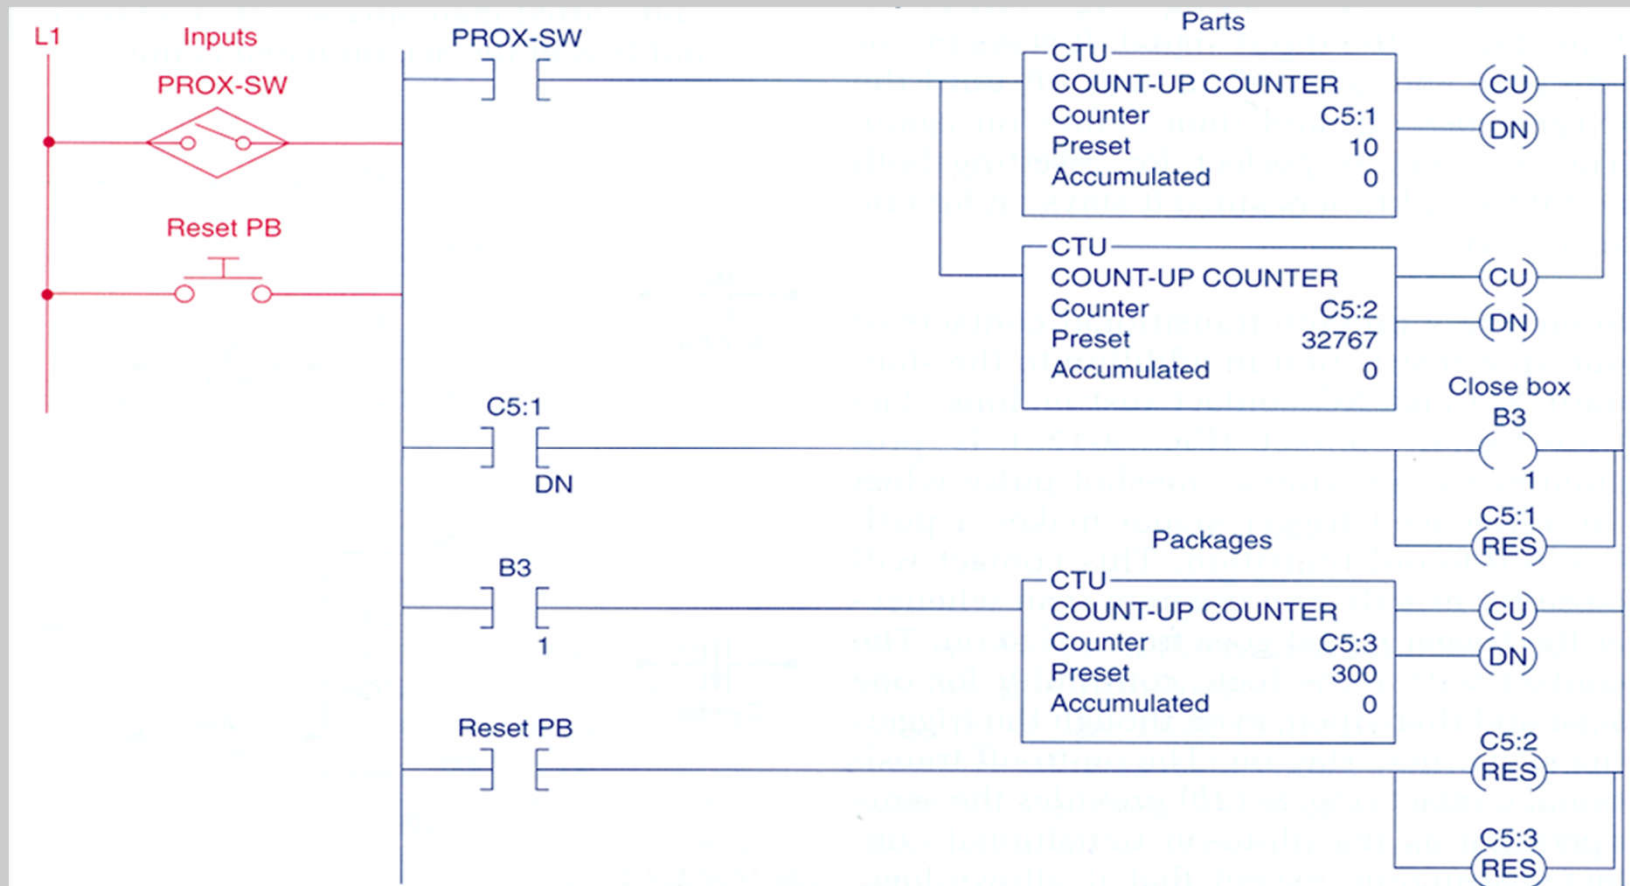 L1
Inputs
PROX-SW
Reset PB
PROX-SW
Parts
CTU
COUNT-UP COUNTER
Counter C5:1
Preset 10
Accumulated 0
CU
DN
CTU
COUNT-UP COUNTER
Counter C5:2
Preset 32767
Accumulated 0
CU
DN
C5:1
DN
Close box
B3
1
C5:1
RES
B3
1
Packages
CTU
COUNT-UP COUNTER
Counter C5:3
Preset 300
Accumulated 0
CU
DN
Reset PB
C5:2
RES
C5:3
RES